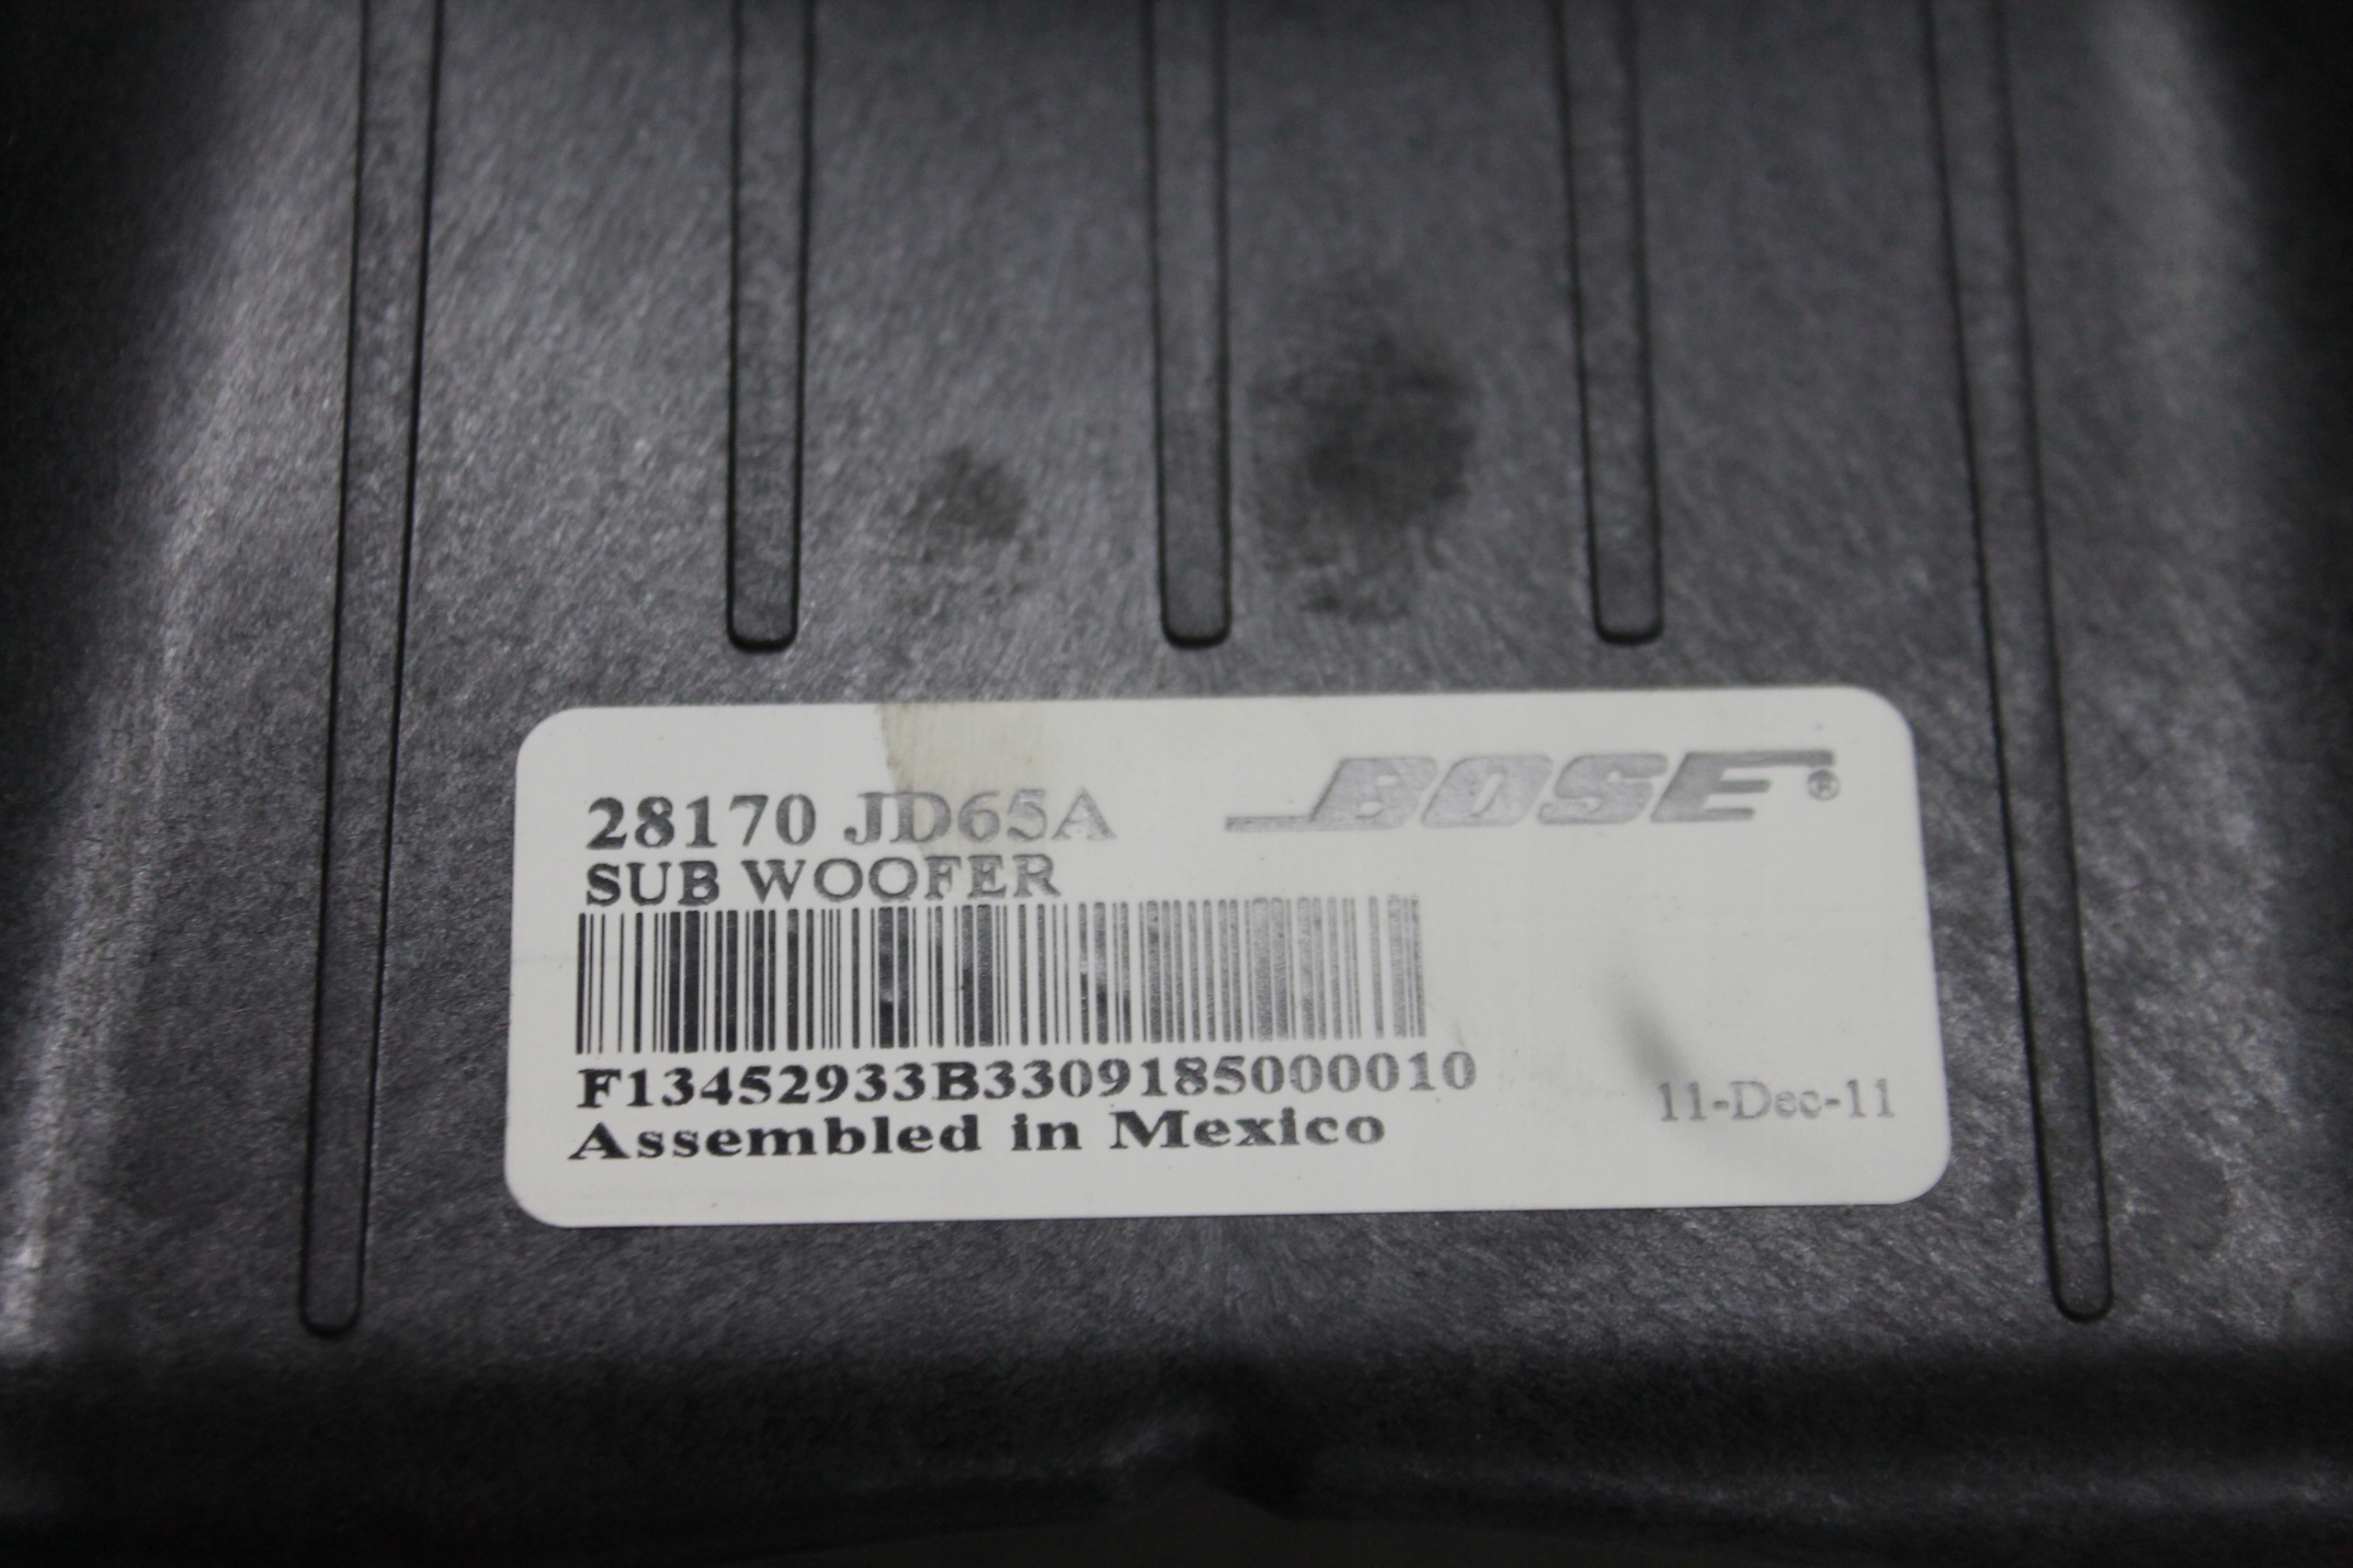 28170 JD65A BOSE®
SUB WOOFER
F13452933B3309185000010
Assembled in Mexico
11-Dec-11